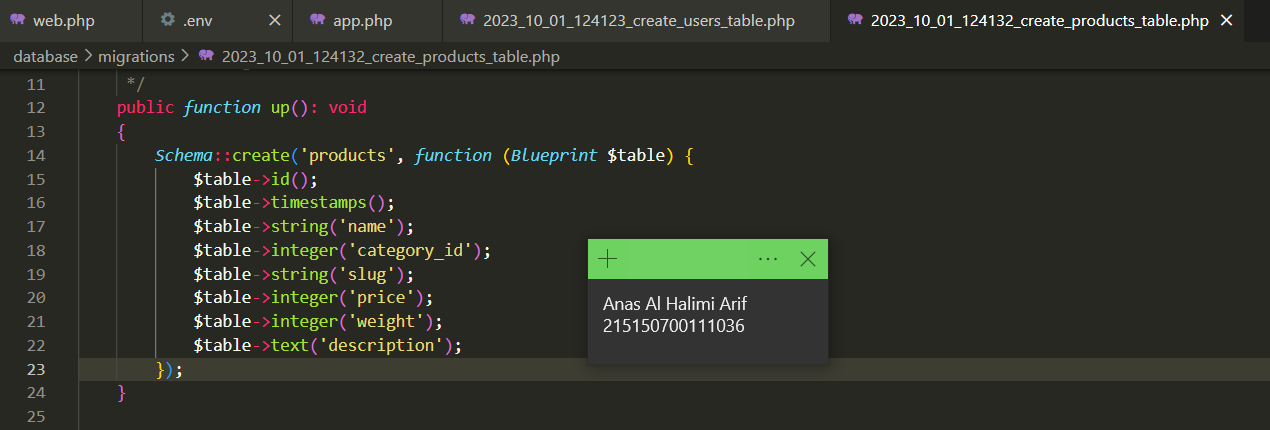 web.php
.env
app.php
2023_10_01_124123_create_users_table.php
2023_10_01_124132_create_products_table.php
database > migrations > 2023_10_01_124132_create_products_table.php
11 */
12 public function up(): void
13 {
14 Schema::create('products', function (Blueprint $table) {
15 $table->id();
16 $table->timestamps();
17 $table->string('name');
18 $table->integer('category_id');
19 $table->string('slug');
20 $table->integer('price');
21 $table->integer('weight');
22 $table->text('description');
23 });
24 }
25
Anas Al Halimi Arif
215150700111036